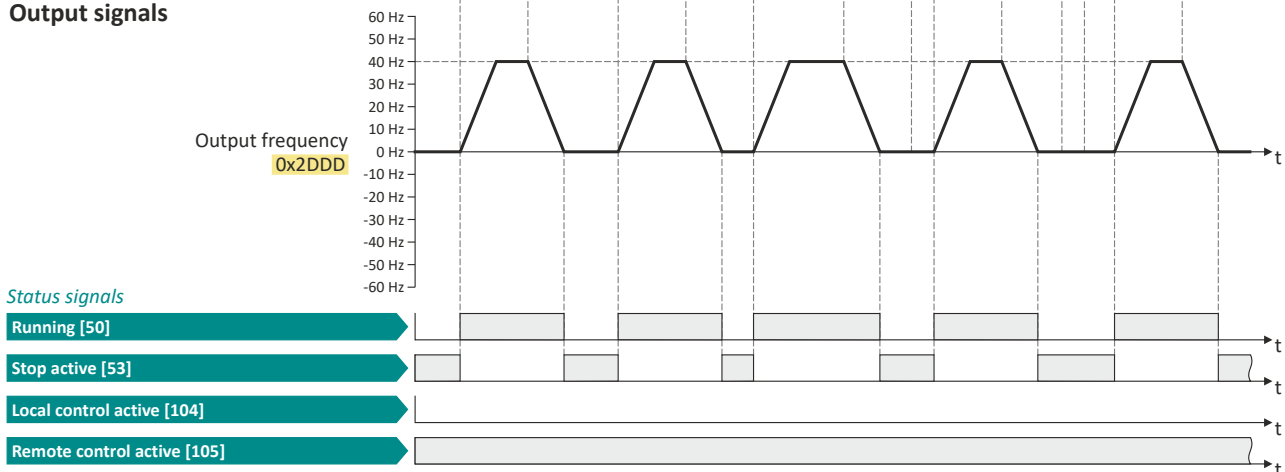 Output signals
60 Hz
50 Hz
40 Hz
30 Hz
20 Hz
10 Hz
0 Hz
-10 Hz
-20 Hz
-30 Hz
-40 Hz
-50 Hz
-60 Hz
Output frequency
0x2DDD
t
Status signals
Running [50]
t
Stop active [53]
t
Local control active [104]
t
Remote control active [105]
t